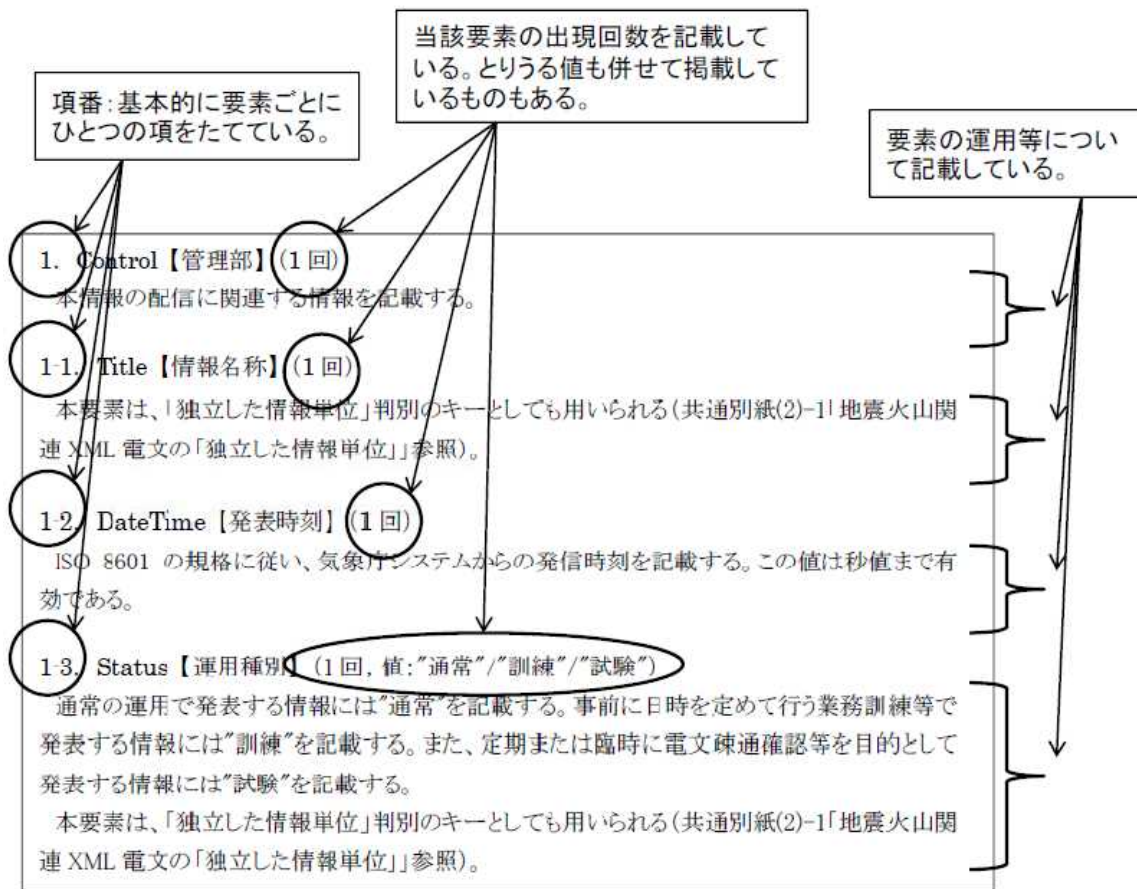 当該要素の出現回数を記載して
いる。とりうる値も併せて掲載して
いるものもある。
項番：基本的に要素ごとに
ひとつの項をたてている。
要素の運用等につい
て記載している。
1. Control【管理部】(1回)
本情報の配信に関連する情報を記載する。
1-1. Title【情報名称】(1回)
本要素は、「独立した情報単位」判別のキーとしても用いられる(共通別紙(2)-1「地震火山関
連 XML 電文の「独立した情報単位」」参照)。
1-2. DateTime【発表時刻】(1回)
ISO 8601 の規格に従い、気象庁システムからの発信時刻を記載する。この値は秒値まで有
効である。
1-3. Status【運用種別】(1回, 値:"通常"/"訓練"/"試験")
通常の運用で発表する情報には"通常"を記載する。事前に日時を定めて行う業務訓練等で
発表する情報には"訓練"を記載する。また、定期または臨時に電文疎通確認等を目的として
発表する情報には"試験"を記載する。
本要素は、「独立した情報単位」判別のキーとしても用いられる(共通別紙(2)-1「地震火山関
連 XML 電文の「独立した情報単位」」参照)。